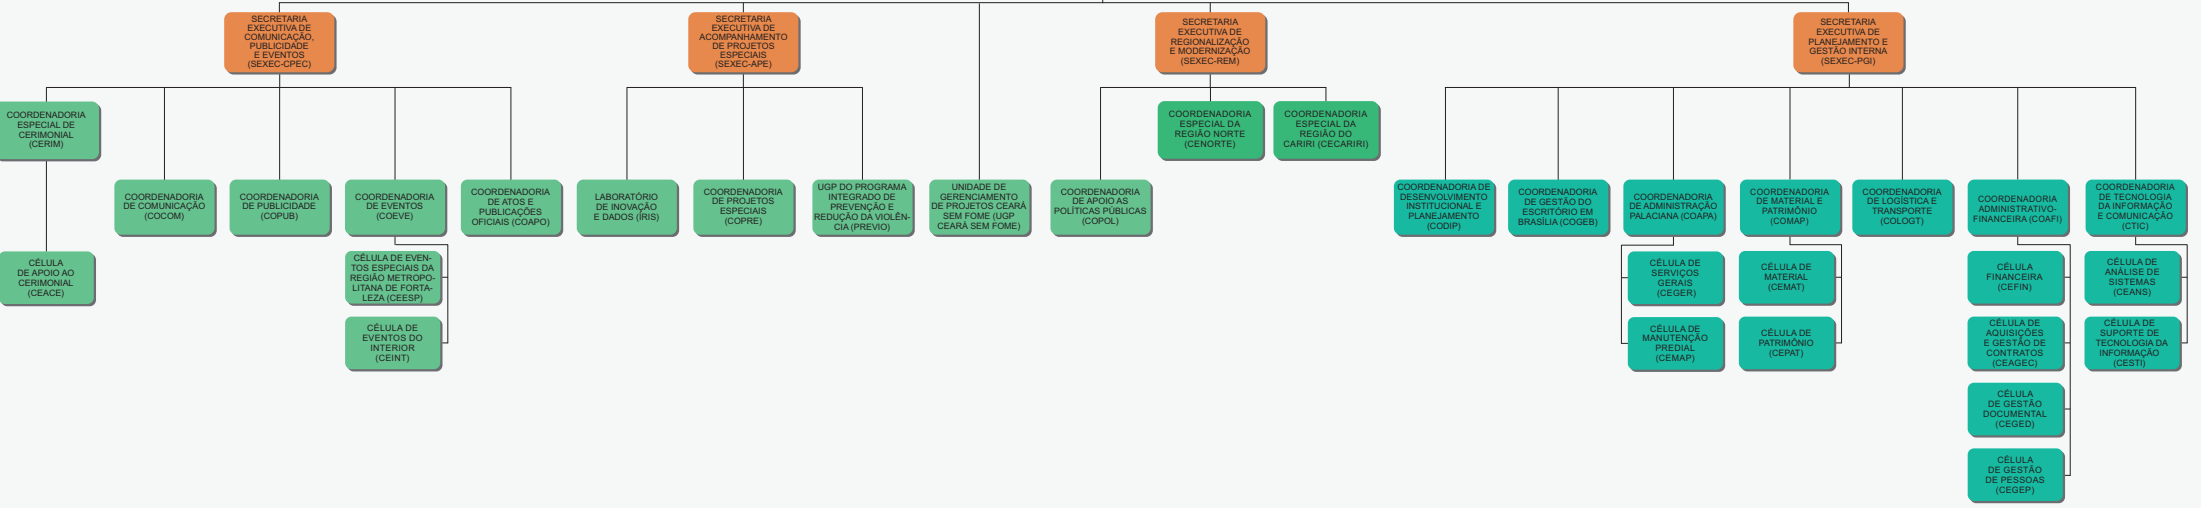 SECRETARIA
EXECUTIVA DE
COMUNICAÇÃO,
PUBLICIDADE
E EVENTOS
(SEXEC-CPEC)
SECRETARIA
EXECUTIVA DE
ACOMPANHAMENTO
DE PROJETOS
ESPECIAIS
(SEXEC-APE)
SECRETARIA
EXECUTIVA DE
REGIONALIZAÇÃO
E MODERNIZAÇÃO
(SEXEC-REM)
SECRETARIA
EXECUTIVA DE
PLANEJAMENTO E
GESTÃO INTERNA
(SEXEC-PGI)
COORDENADORIA
ESPECIAL DE
CERIMONIAL
(CERIM)
COORDENADORIA
ESPECIAL DA
REGIÃO NORTE
(CENORTE)
COORDENADORIA
ESPECIAL DA
REGIÃO DO
CARIRI (CECARIRI)
COORDENADORIA
DE COMUNICAÇÃO
(COCOM)
COORDENADORIA
DE PUBLICIDADE
(COPUB)
COORDENADORIA
DE EVENTOS
(COEVE)
COORDENADORIA
DE ATOS E
PUBLICAÇÕES
OFICIAIS (COAPO)
LABORATÓRIO
DE INOVAÇÃO
E DADOS (ÍRIS)
COORDENADORIA
DE PROJETOS
ESPECIAIS
(COPRE)
UGP DO PROGRAMA
INTEGRADO DE
PREVENÇÃO E
REDUÇÃO DA VIOLÊN-
CIA (PREVIO)
UNIDADE DE
GERENCIAMENTO
DE PROJETOS CEARÁ
SEM FOME (UGP
CEARÁ SEM FOME)
COORDENADORIA
DE APOIO AS
POLÍTICAS PÚBLICAS
(COPOL)
COORDENADORIA DE
DESENVOLVIMENTO
INSTITUCIONAL E
PLANEJAMENTO
(CODIP)
COORDENADORIA
DE GESTÃO DO
ESCRITÓRIO EM
BRASÍLIA (COGEB)
COORDENADORIA
DE ADMINISTRAÇÃO
PALACIANA (COAPA)
COORDENADORIA
DE MATERIAL E
PATRIMÔNIO
(COMAP)
COORDENADORIA
DE LOGÍSTICA E
TRANSPORTE
(COLOGT)
COORDENADORIA
ADMINISTRATIVO-
FINANCEIRA (COAFI)
COORDENADORIA
DE TECNOLOGIA
DA INFORMAÇÃO
E COMUNICAÇÃO
(CTIC)
CÉLULA
DE APOIO AO
CERIMONIAL
(CEACE)
CÉLULA DE EVEN-
TOS ESPECIAIS DA
REGIÃO METROPO-
LITANA DE FORTA-
LEZA (CEESP)
CÉLULA DE
SERVIÇOS
GERAIS
(CEGER)
CÉLULA DE
MATERIAL
(CEMAT)
CÉLULA
FINANCEIRA
(CEFIN)
CÉLULA DE
ANÁLISE DE
SISTEMAS
(CEANS)
CÉLULA DE
EVENTOS DO
INTERIOR
(CEINT)
CÉLULA DE
MANUTENÇÃO
PREDIAL
(CEMAP)
CÉLULA DE
PATRIMÔNIO
(CEPAT)
CÉLULA DE
AQUISIÇÕES
E GESTÃO DE
CONTRATOS
(CEAGEC)
CÉLULA DE
SUPORTE DE
TECNOLOGIA DA
INFORMAÇÃO
(CESTI)
CÉLULA
DE GESTÃO
DOCUMENTAL
(CEGED)
CÉLULA
DE GESTÃO
DE PESSOAS
(CEGEP)